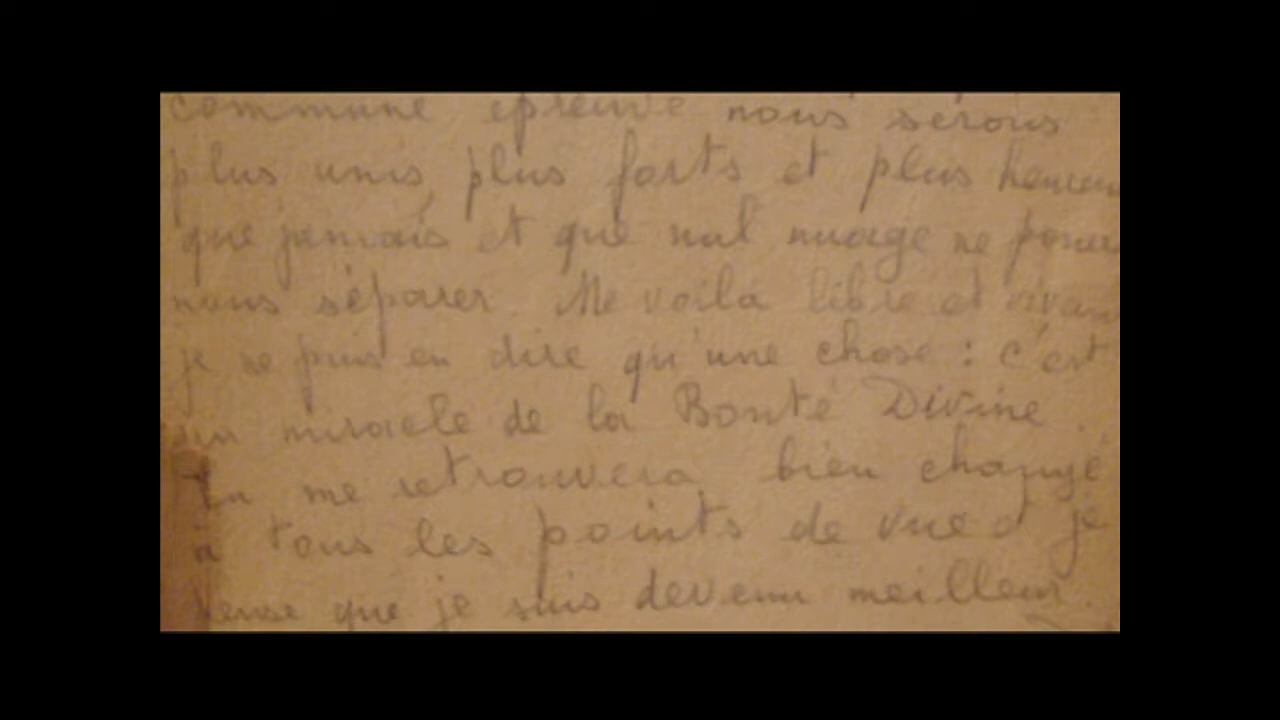 commune épreuve nous serons
plus unis, plus forts et plus heureux
que jamais et que nul nuage ne pourra
nous séparer. Me voilà libre et vivant
je ne puis en dire qu'une chose : c'est
un miracle de la Bonté Divine.
Tu me retrouvera bien changé
à tous les points de vue et je
pense que je suis devenu meilleur.